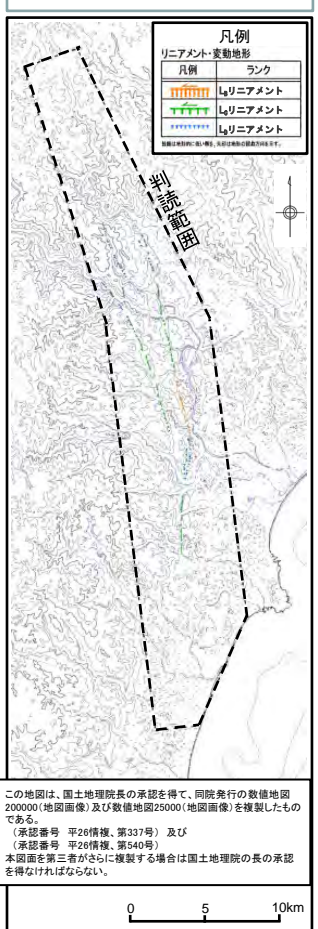 凡例
リニアメント・変動地形
凡例 ランク
LBリニアメント
LCリニアメント
LDリニアメント
判読範囲
この地図は、国土地理院長の承認を得て、同院発行の数値地図
200000(地図画像)及び数値地図25000(地図画像)を複製したもの
である。
(承認番号 平26情複、第337号) 及び
(承認番号 平26情複、第540号)
本図面を第三者がさらに複製する場合は国土地理院の長の承認
を得なければならない。
0 5 10km